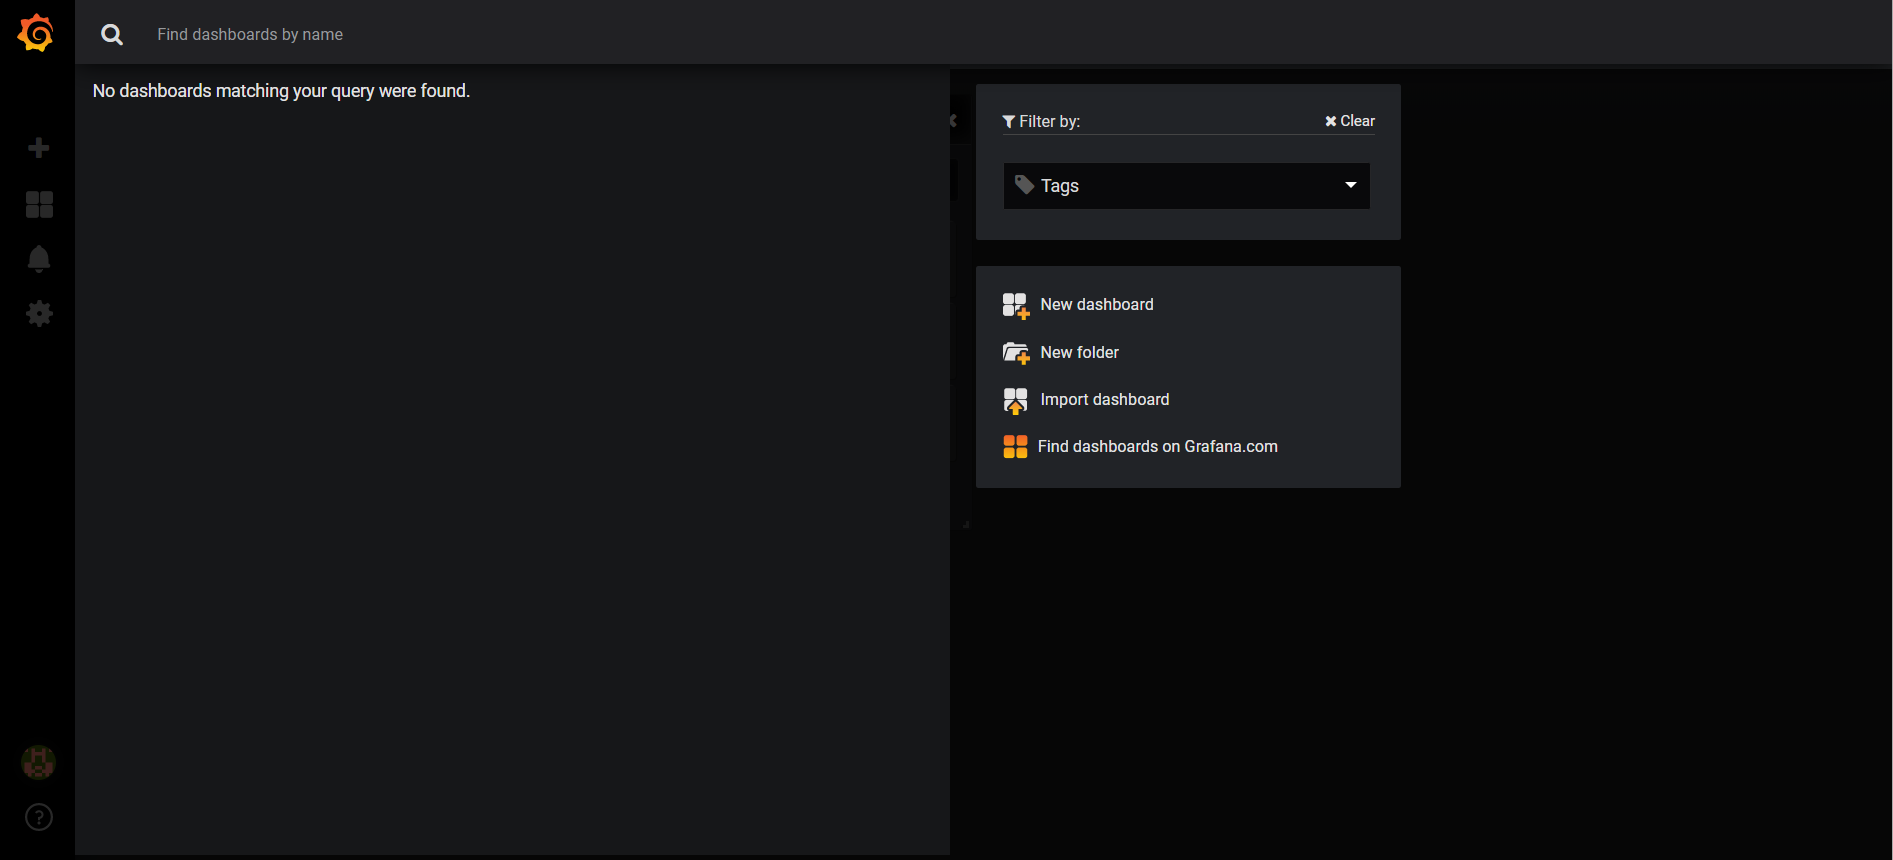 Find dashboards by name
No dashboards matching your query were found.
Filter by:
Clear
Tags
New dashboard
New folder
Import dashboard
Find dashboards on Grafana.com
?